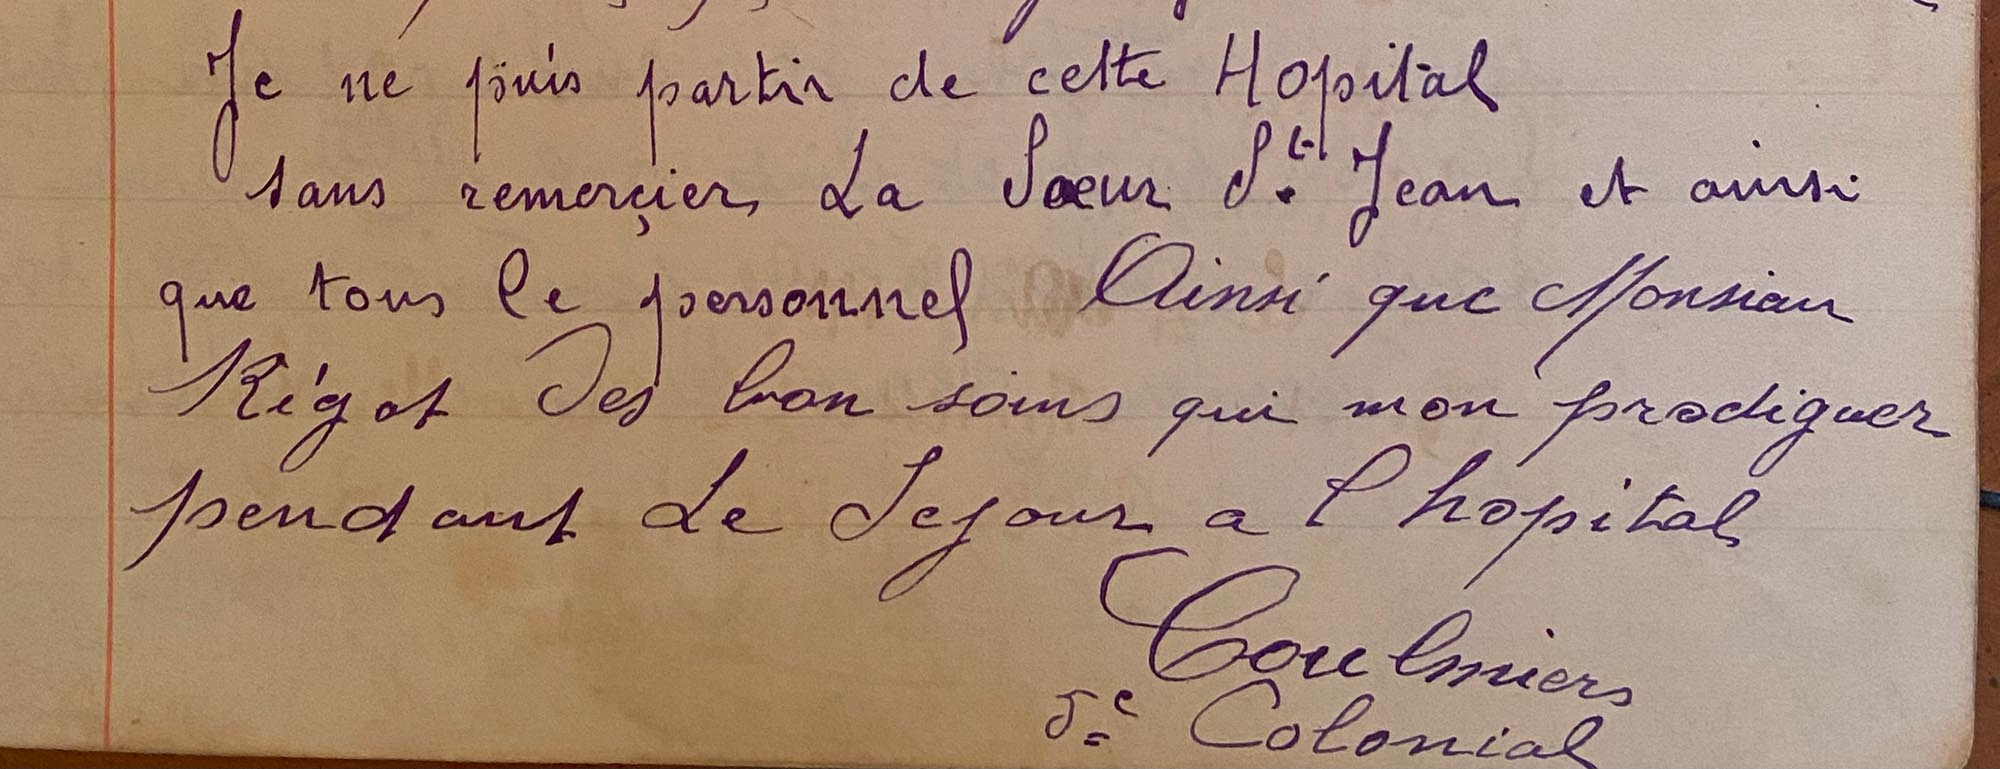 Je ne puis partir de cette Hopital
sans remerçier La Soeur St. Jean et ainsi
que tous le personnel Ainsi que Monsieur
Régot Des bon soins qui mon prodiguer
pendant Le Sejour a l'hopital
Coulmiers
5e Colonial